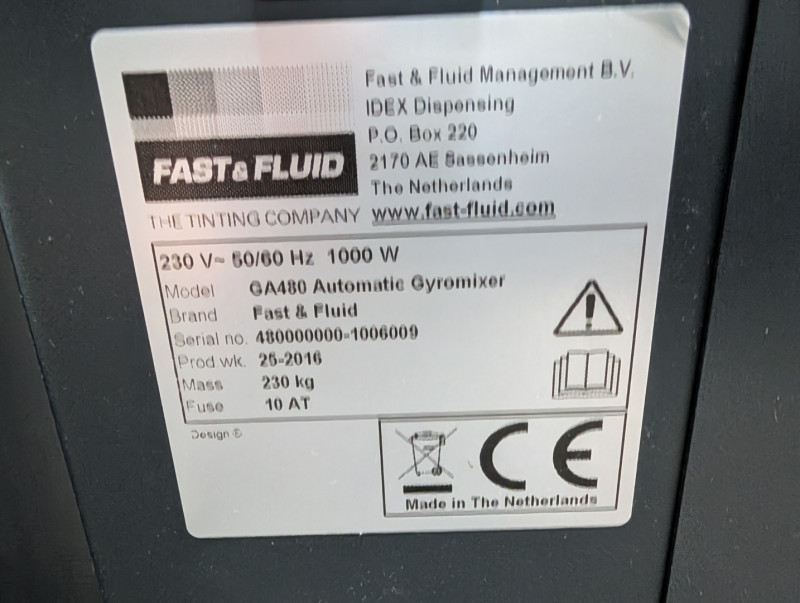 FAST & FLUID
THE TINTING COMPANY
Fast & Fluid Management B.V.
IDEX Dispensing
P.O. Box 220
2170 AE Sassenheim
The Netherlands
www.fast-fluid.com
230 V~ 50/60 Hz 1000 W
Model GA480 Automatic Gyromixer
Brand Fast & Fluid
Serial no. 480000000-1006009
Prod wk. 25-2016
Mass 230 kg
Fuse 10 AT
Design ©
CE
Made in The Netherlands